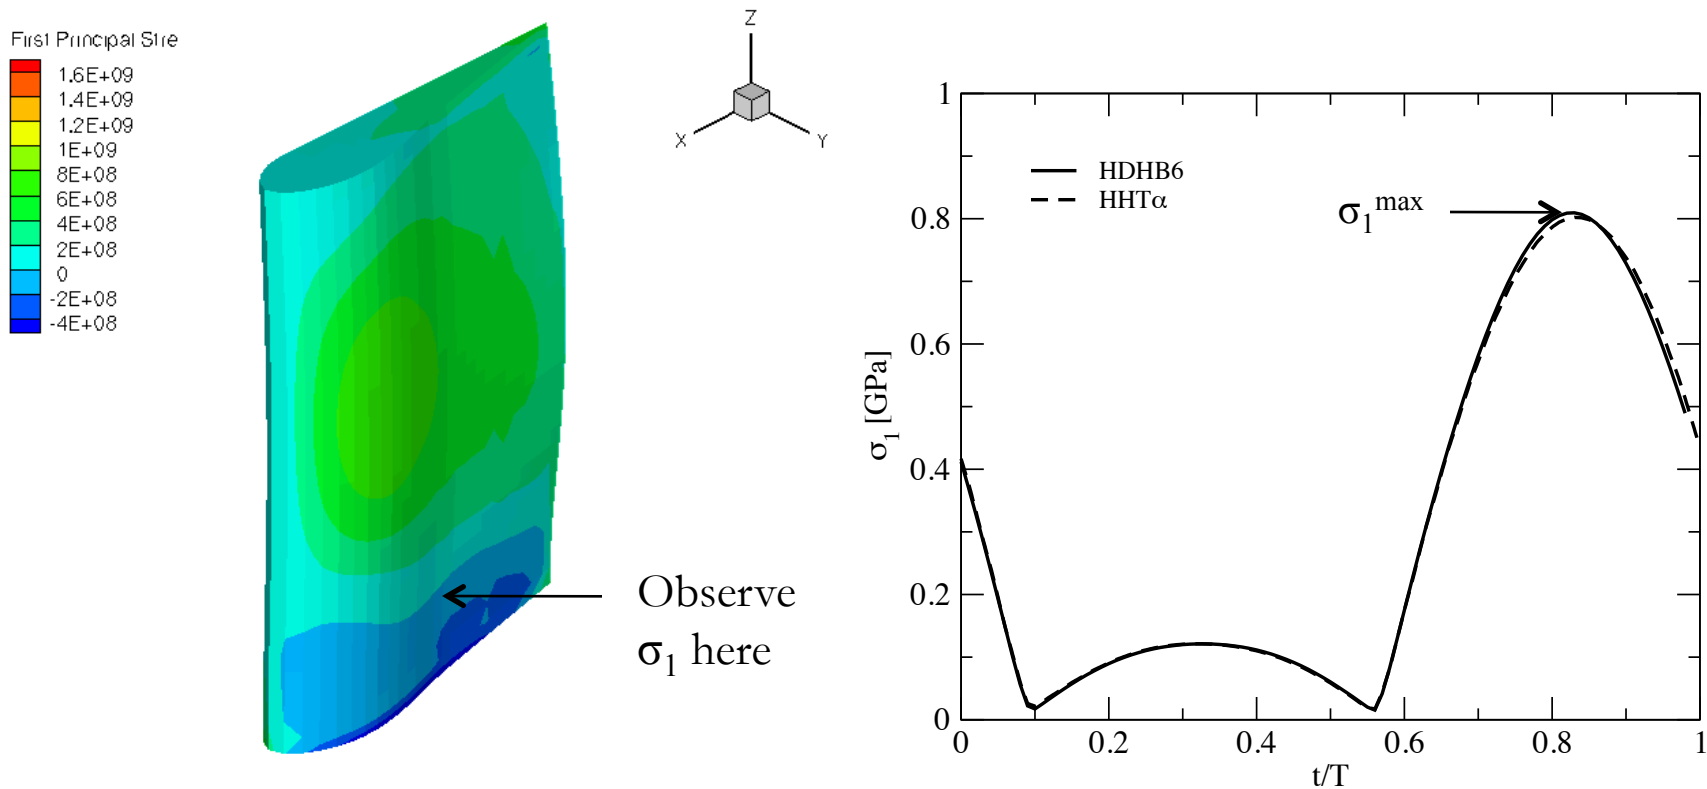 First Principal Stre
1.6E+09
1.4E+09
1.2E+09
1E+09
8E+08
6E+08
4E+08
2E+08
0
-2E+08
-4E+08
Z
X
Y
Observe
σ₁ here
1
0.8
0.6
0.4
0.2
0
σ₁ [GPa]
HDHB6
HHTα
σ₁ᵐᵃˣ
0
0.2
0.4
0.6
0.8
1
t/T